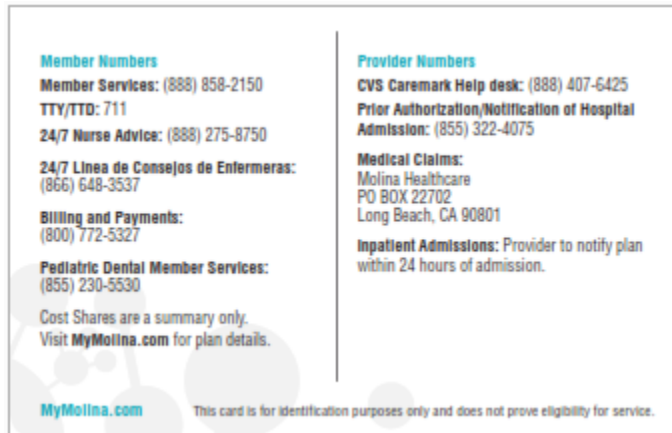 Member Numbers
Member Services: (888) 858-2150
TTY/TTD: 711
24/7 Nurse Advice: (888) 275-8750
24/7 Linea de Consejos de Enfermeras:
(866) 648-3537
Billing and Payments:
(800) 772-5327
Pediatric Dental Member Services:
(855) 230-5530
Cost Shares are a summary only.
Visit MyMolina.com for plan details.
Provider Numbers
CVS Caremark Help desk: (888) 407-6425
Prior Authorization/Notification of Hospital
Admission: (855) 322-4075
Medical Claims:
Molina Healthcare
PO BOX 22702
Long Beach, CA 90801
Inpatient Admissions: Provider to notify plan
within 24 hours of admission.
MyMolina.com
This card is for identification purposes only and does not prove eligibility for service.